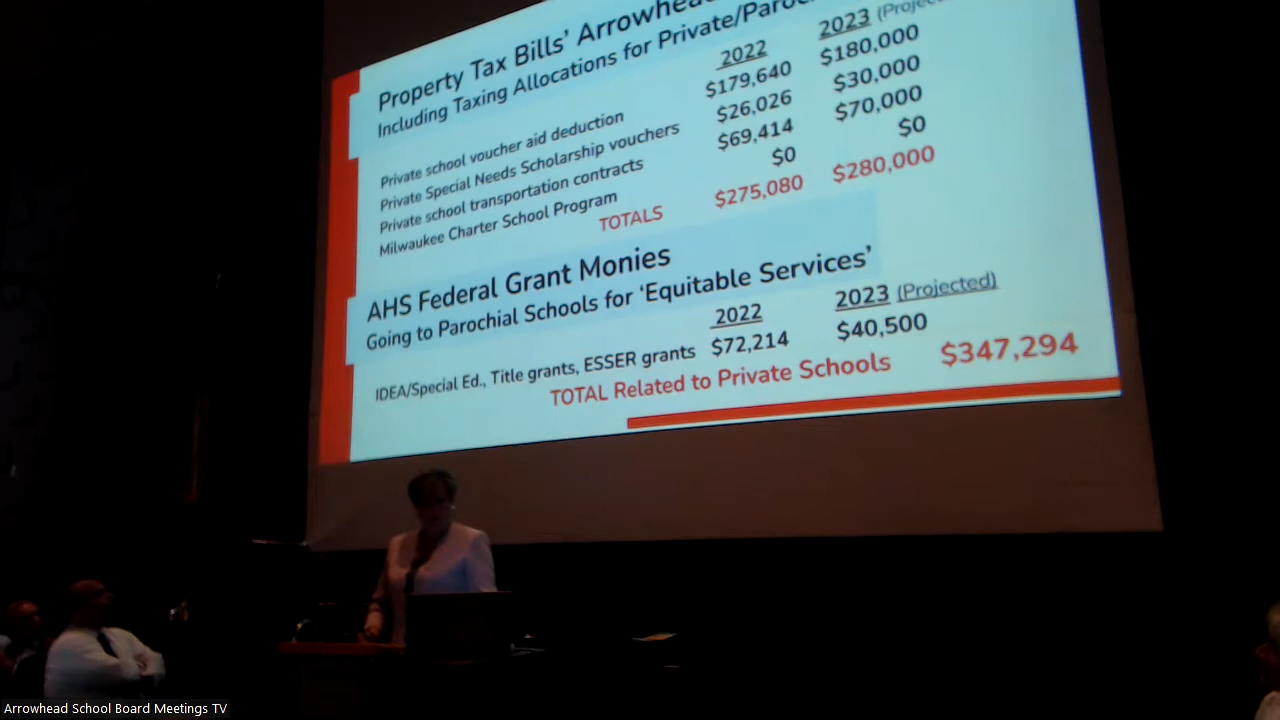 Property Tax Bills' Arrowhea
Including Taxing Allocations for Private/Paroc
2022 2023 (Projec
Private school voucher aid deduction $179,640 $180,000
Private Special Needs Scholarship vouchers $26,026 $30,000
Private school transportation contracts $69,414 $70,000
Milwaukee Charter School Program $0 $0
TOTALS $275,080 $280,000
AHS Federal Grant Monies
Going to Parochial Schools for 'Equitable Services'
2022 2023 (Projected)
IDEA/Special Ed., Title grants, ESSER grants $72,214 $40,500
TOTAL Related to Private Schools $347,294
Arrowhead School Board Meetings TV